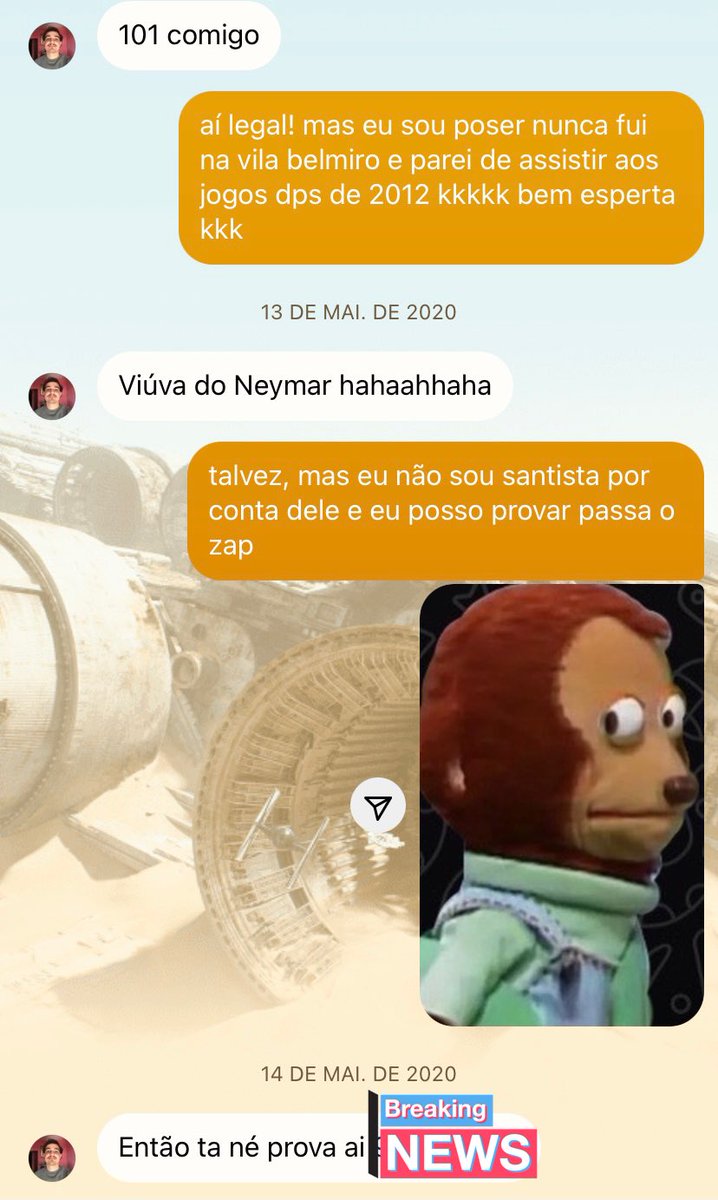 101 comigo
aí legal! mas eu sou poser nunca fui
na vila belmiro e parei de assistir aos
jogos dps de 2012 kkkkk bem esperta
kkk
13 DE MAI. DE 2020
Viúva do Neymar hahaahhaha
talvez, mas eu não sou santista por
conta dele e eu posso provar passa o
zap
14 DE MAI. DE 2020
Então ta né prova ai
Breaking
NEWS